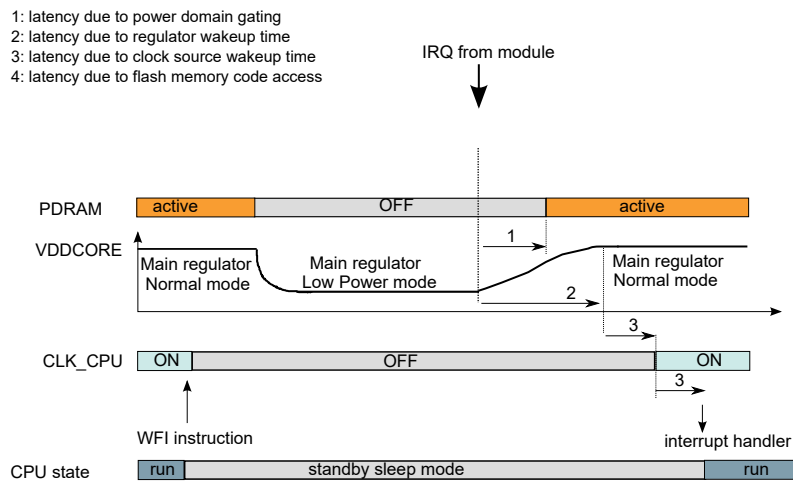 1: latency due to power domain gating
2: latency due to regulator wakeup time
3: latency due to clock source wakeup time
4: latency due to flash memory code access
IRQ from module
PDRAM
active
OFF
active
VDDCORE
1
Main regulator
Normal mode
Main regulator
Low Power mode
Main regulator
Normal mode
2
3
CLK_CPU
ON
OFF
ON
3
WFI instruction
interrupt handler
CPU state
run
standby sleep mode
run